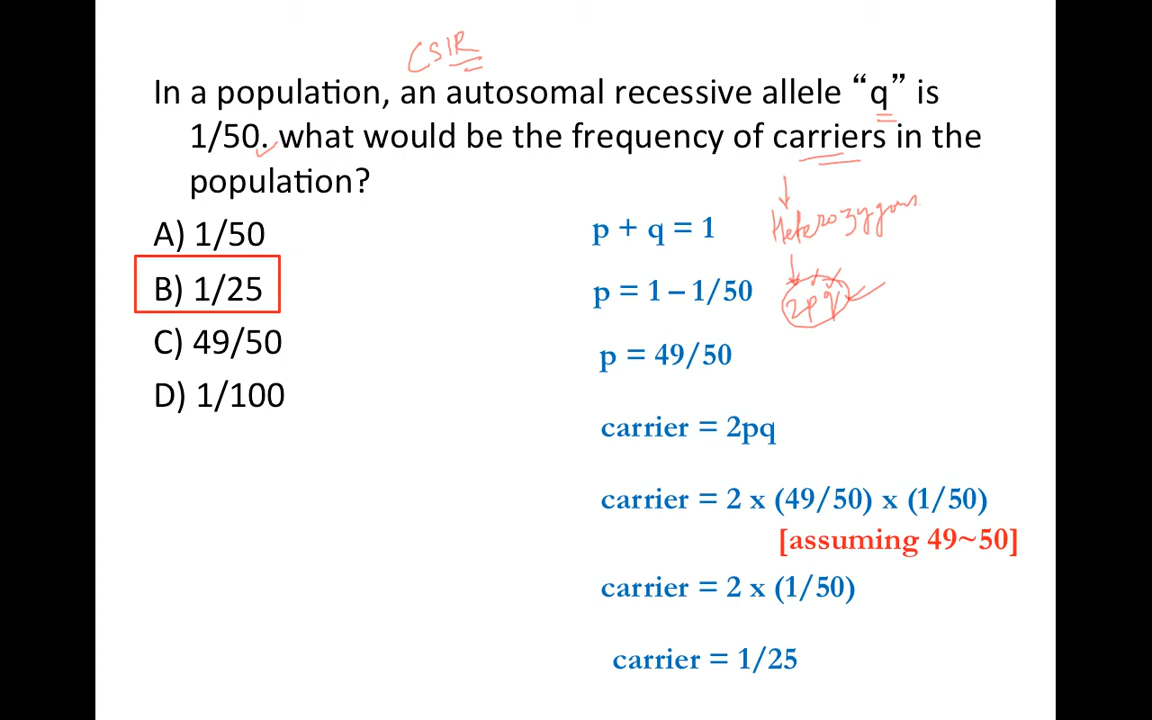 CSIR
In a population, an autosomal recessive allele “q” is
1/50. what would be the frequency of carriers in the
population?
A) 1/50
B) 1/25
C) 49/50
D) 1/100
p + q = 1
Heterozygous
p = 1 – 1/50
2pq
p = 49/50
carrier = 2pq
carrier = 2 x (49/50) x (1/50)
[assuming 49~50]
carrier = 2 x (1/50)
carrier = 1/25